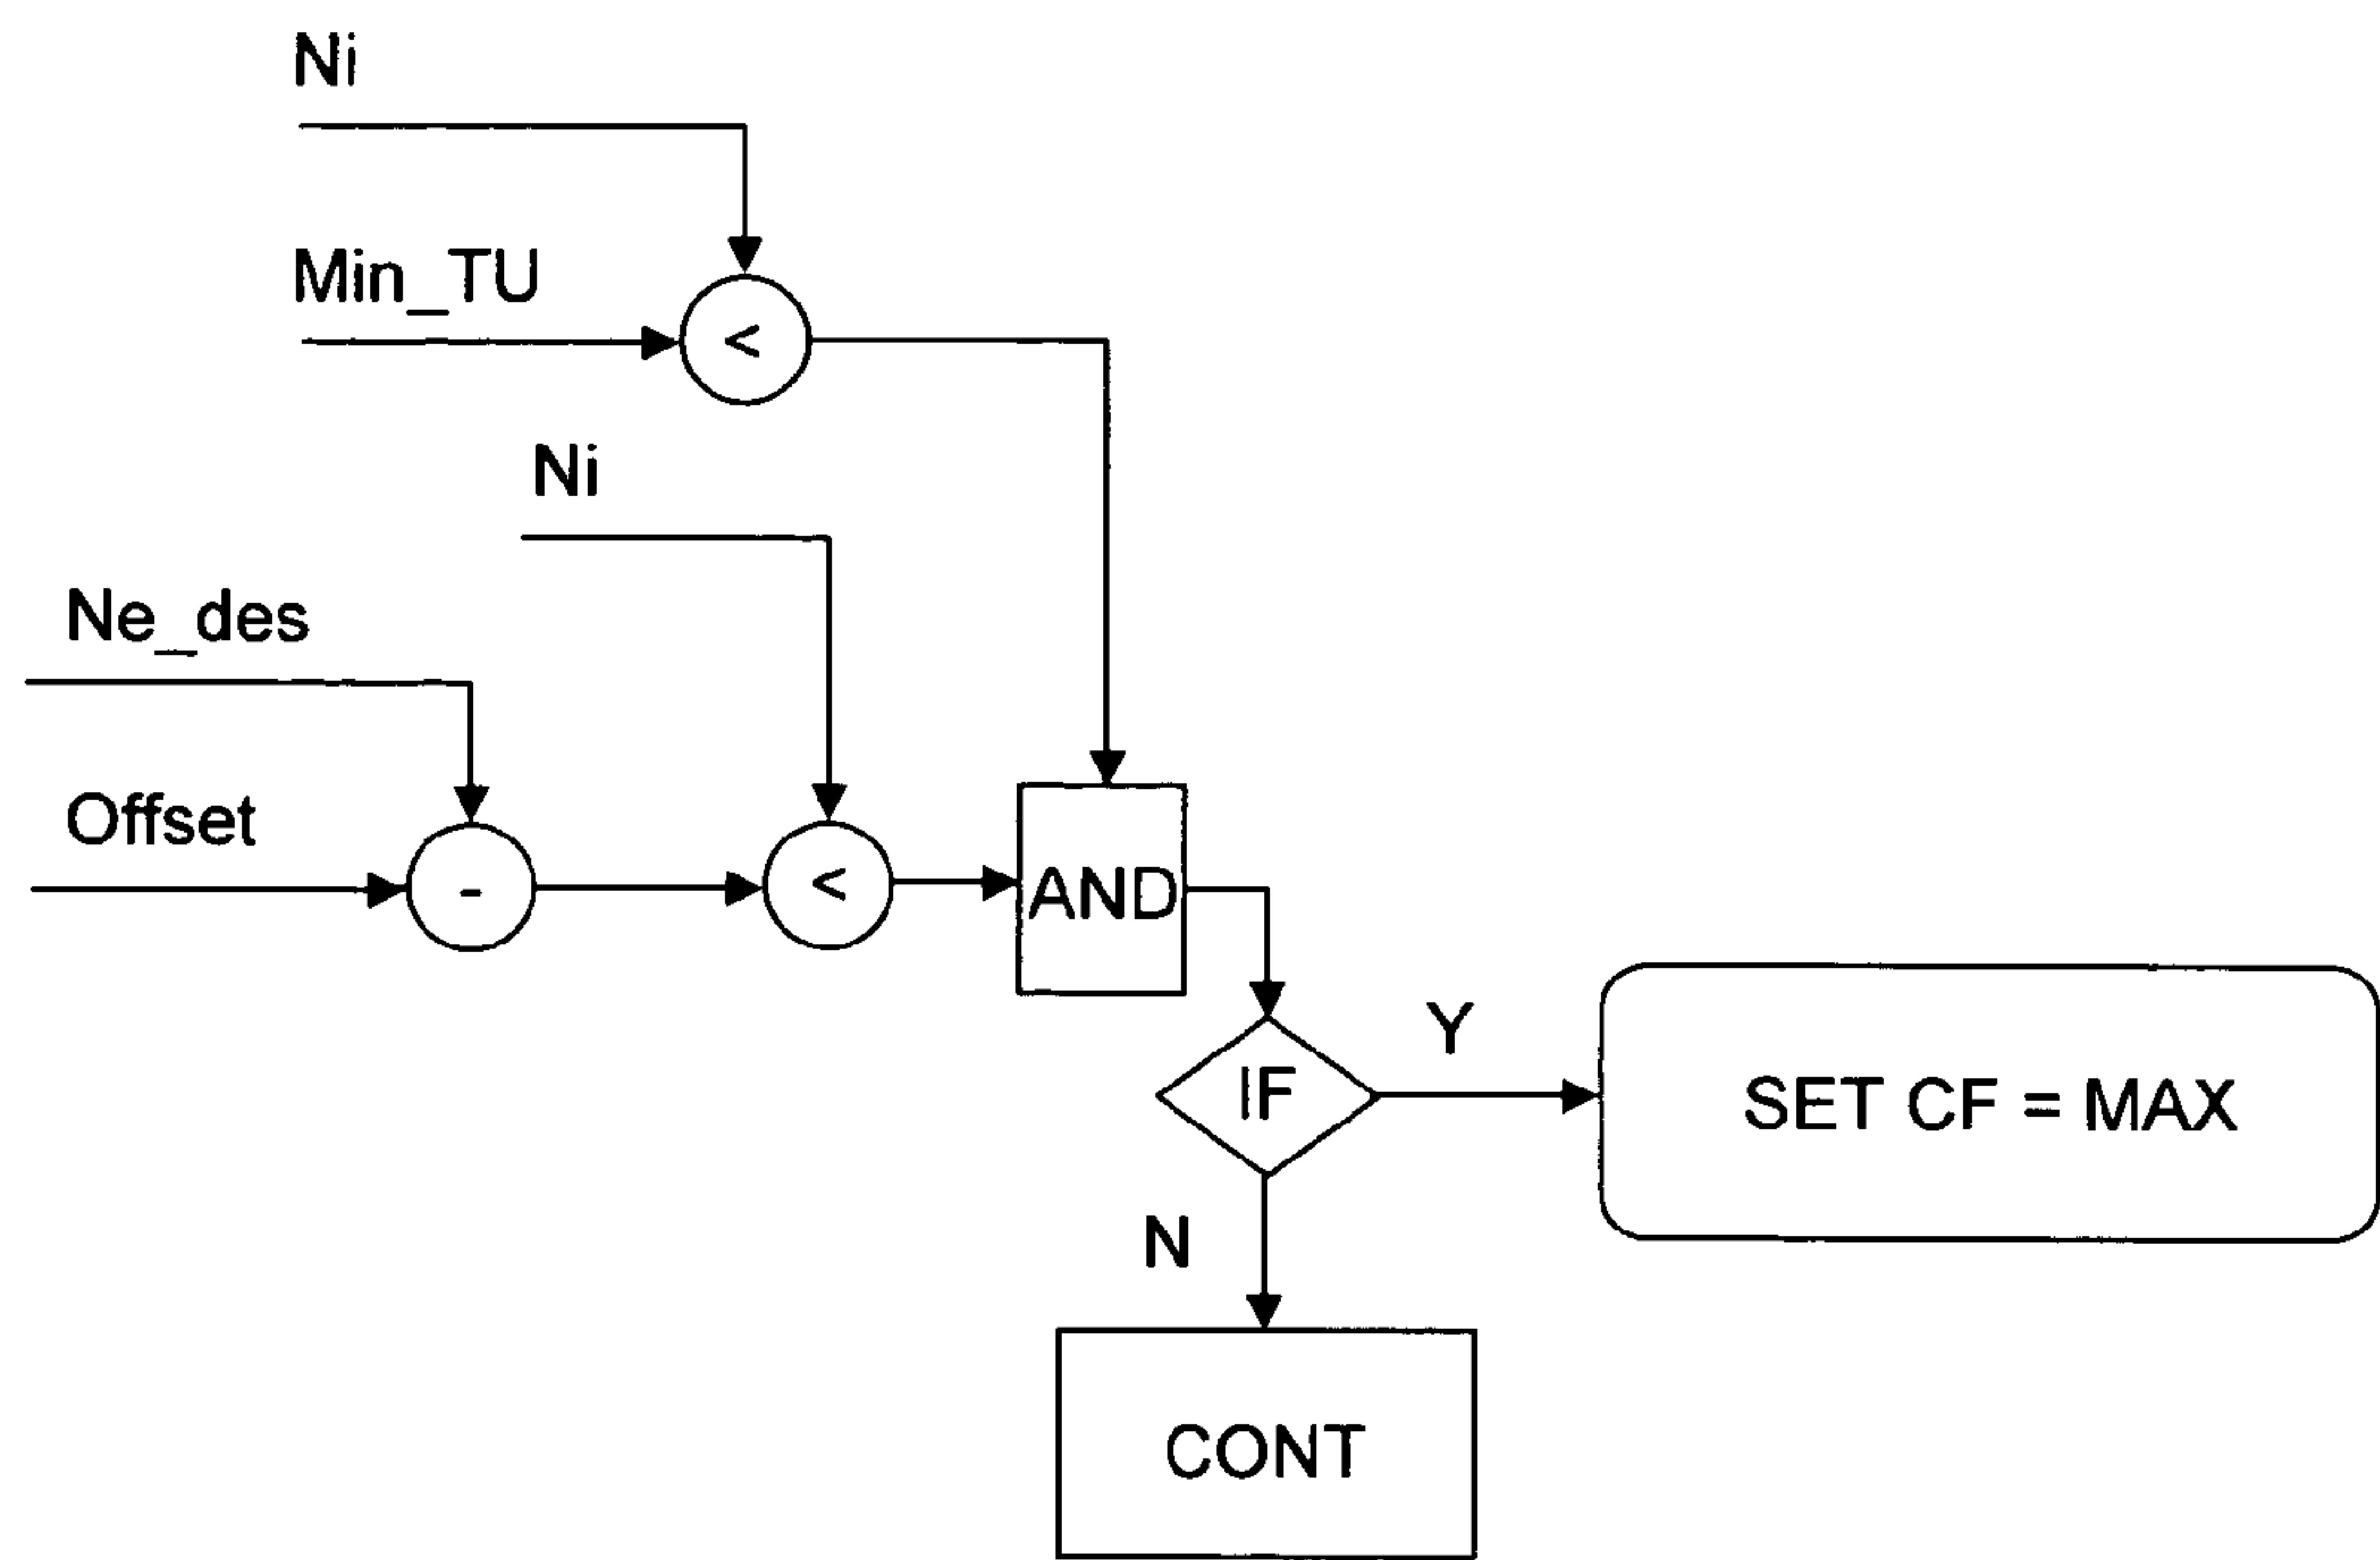 Ni
Min_TU
<
Ni
Ne_des
Offset
-
<
AND
IF
Y
SET CF = MAX
N
CONT